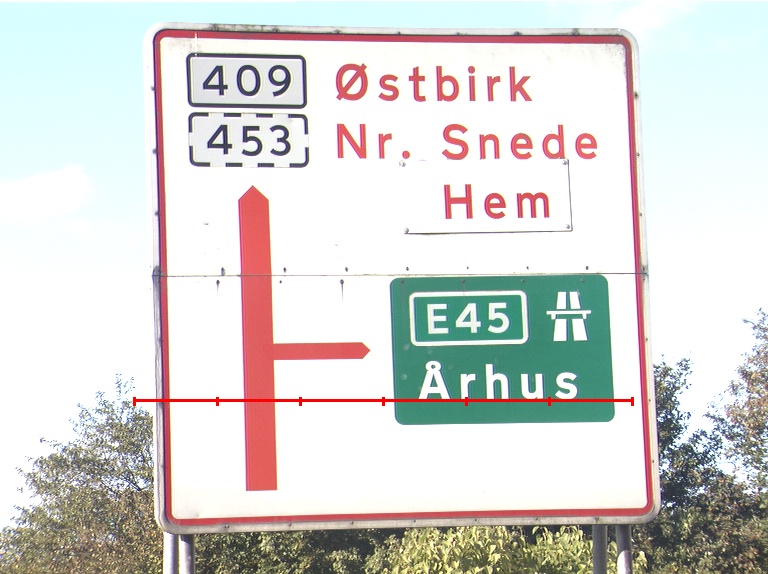 409 Østbirk
453 Nr. Snede
Hem
E45
Århus